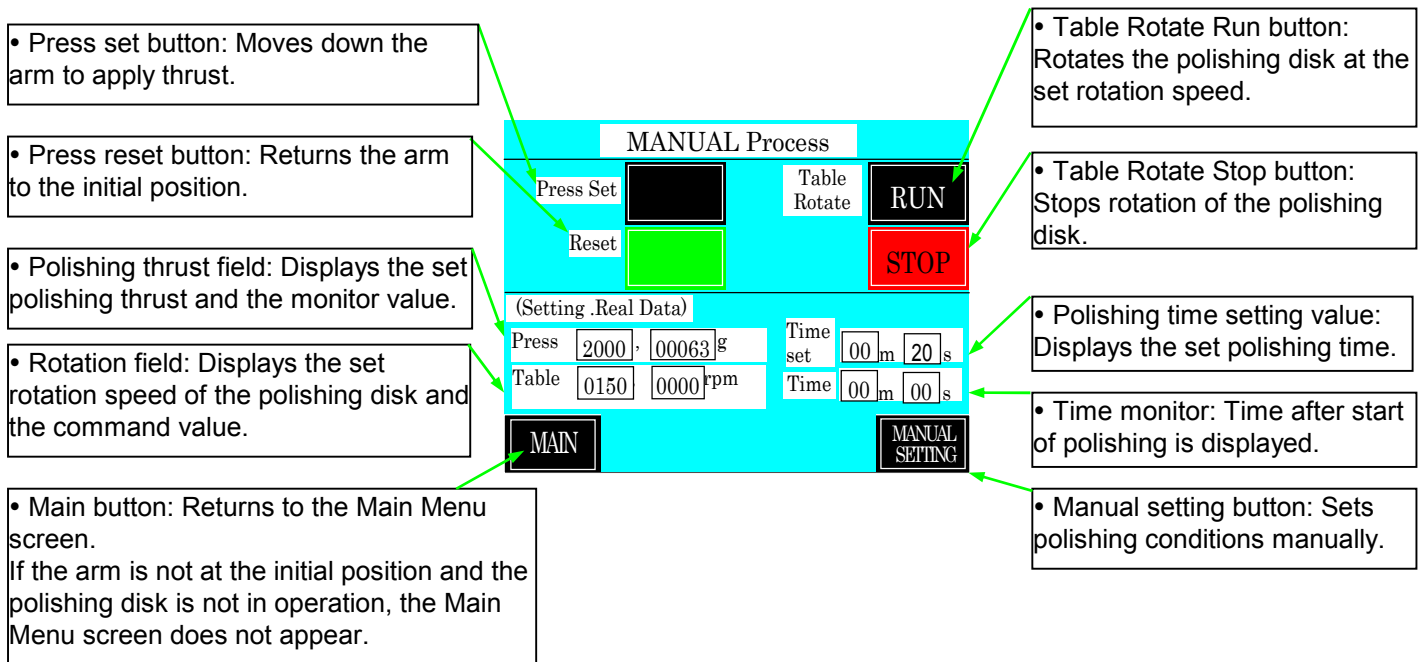 • Press set button: Moves down the
arm to apply thrust.
• Press reset button: Returns the arm
to the initial position.
• Polishing thrust field: Displays the set
polishing thrust and the monitor value.
• Rotation field: Displays the set
rotation speed of the polishing disk and
the command value.
• Main button: Returns to the Main Menu
screen.
If the arm is not at the initial position and the
polishing disk is not in operation, the Main
Menu screen does not appear.
MANUAL Process
Press Set
Table
Rotate
RUN
Reset
STOP
(Setting .Real Data)
Press 2000, 00063 g
Time
set 00 m 20 s
Table 0150 0000 rpm
Time 00 m 00 s
MAIN
MANUAL
SETTING
• Table Rotate Run button:
Rotates the polishing disk at the
set rotation speed.
• Table Rotate Stop button:
Stops rotation of the polishing
disk.
• Polishing time setting value:
Displays the set polishing time.
• Time monitor: Time after start
of polishing is displayed.
• Manual setting button: Sets
polishing conditions manually.